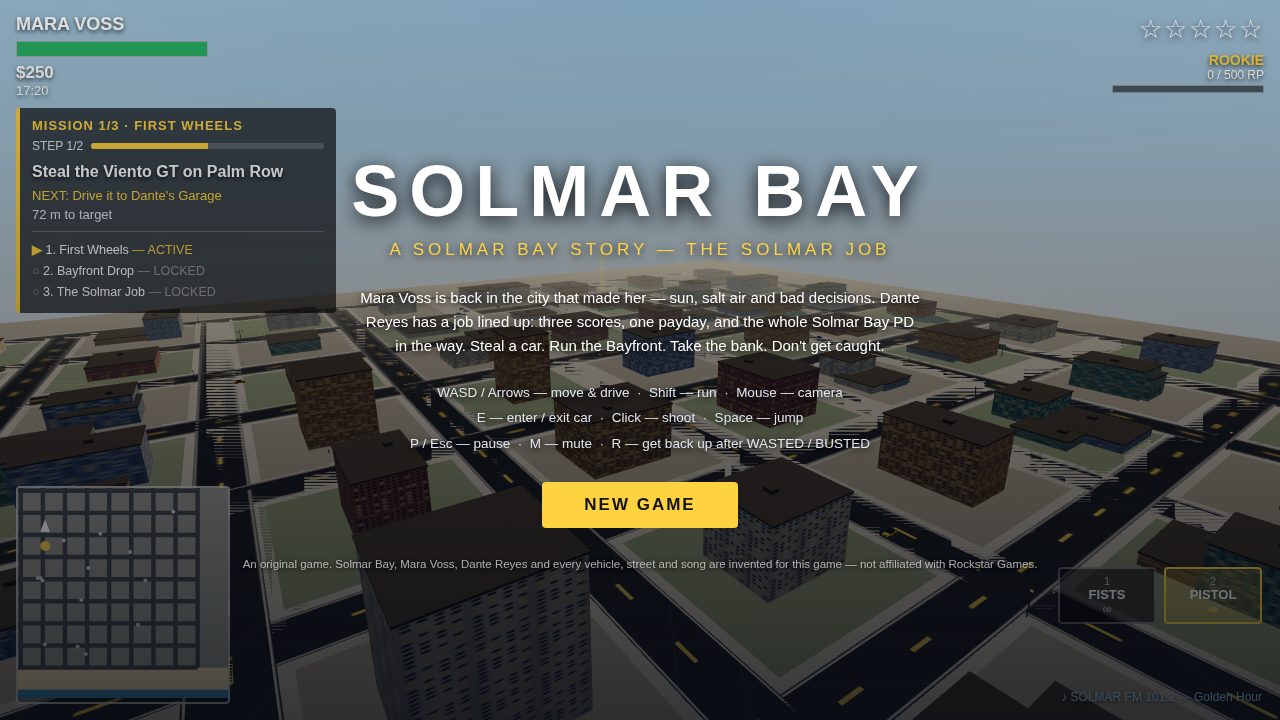 MARA VOSS
$250
17:20
☆☆☆☆☆
ROOKIE
0 / 500 RP
MISSION 1/3 · FIRST WHEELS
STEP 1/2
Steal the Viento GT on Palm Row
NEXT: Drive it to Dante's Garage
72 m to target
▶ 1. First Wheels — ACTIVE
○ 2. Bayfront Drop — LOCKED
○ 3. The Solmar Job — LOCKED
SOLMAR BAY
A SOLMAR BAY STORY — THE SOLMAR JOB
Mara Voss is back in the city that made her — sun, salt air and bad decisions. Dante
Reyes has a job lined up: three scores, one payday, and the whole Solmar Bay PD
in the way. Steal a car. Run the Bayfront. Take the bank. Don't get caught.
WASD / Arrows — move & drive · Shift — run · Mouse — camera
E — enter / exit car · Click — shoot · Space — jump
P / Esc — pause · M — mute · R — get back up after WASTED / BUSTED
NEW GAME
An original game. Solmar Bay, Mara Voss, Dante Reyes and every vehicle, street and song are invented for this game — not affiliated with Rockstar Games.
1
FISTS
∞
2
PISTOL
∞
♪ SOLMAR FM 101.2 — Golden Hour